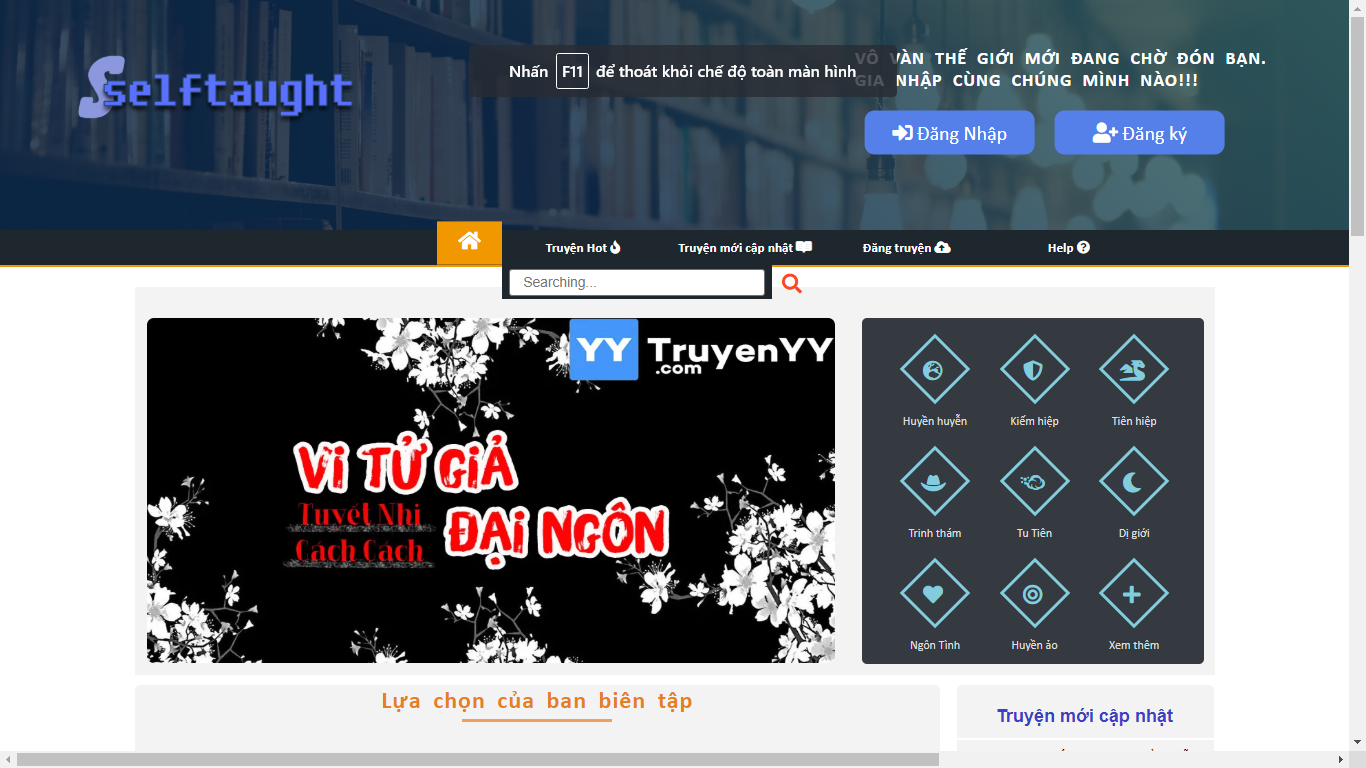 Sselftaught
Nhấn F11 để thoát khỏi chế độ toàn màn hình
VÔ VÀN THẾ GIỚI MỚI ĐANG CHỜ ĐÓN BẠN.
GIA NHẬP CÙNG CHÚNG MÌNH NÀO!!!
Đăng Nhập
Đăng ký
Truyện Hot
Truyện mới cập nhật
Đăng truyện
Help
Searching...
YY TruyenYY
.com
Vi TỬ GiẢ
Tuyết Nhi
ĐẠi NGÔN
Cách Cách
Huyền huyễn
Kiếm hiệp
Tiên hiệp
Trinh thám
Tu Tiên
Dị giới
Ngôn Tình
Huyền ảo
Xem thêm
Lựa chọn của ban biên tập
Truyện mới cập nhật